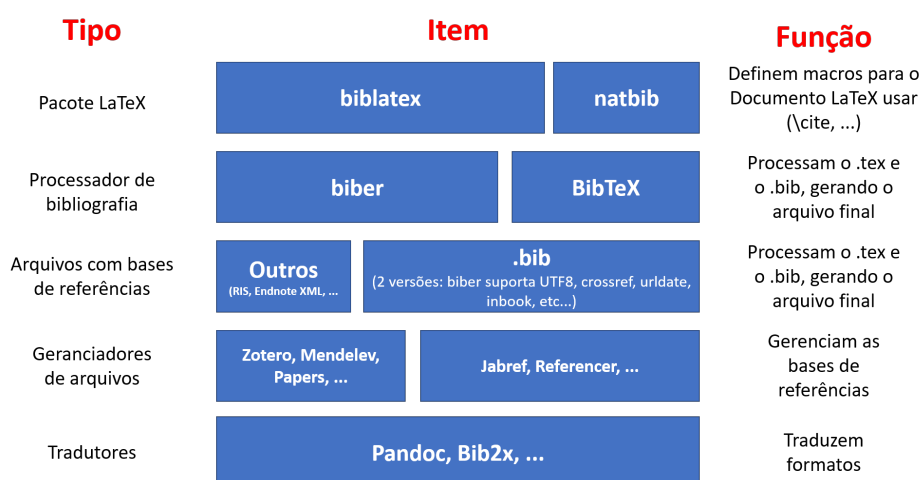 Tipo Item Função
Pacote LaTeX
biblatex
natbib
Definem macros para o
Documento LaTeX usar
(\cite, ...)
Processador de
bibliografia
biber
BibTeX
Processam o .tex e
o .bib, gerando o
arquivo final
Arquivos com bases
de referências
Outros
(RIS, Endnote XML, ...
.bib
(2 versões: biber suporta UTF8, crossref, urldate,
inbook, etc...)
Processam o .tex e
o .bib, gerando o
arquivo final
Geranciadores
de arquivos
Zotero, Mendelev,
Papers, ...
Jabref, Referencer, ...
Gerenciam as
bases de
referências
Tradutores
Pandoc, Bib2x, ...
Traduzem
formatos